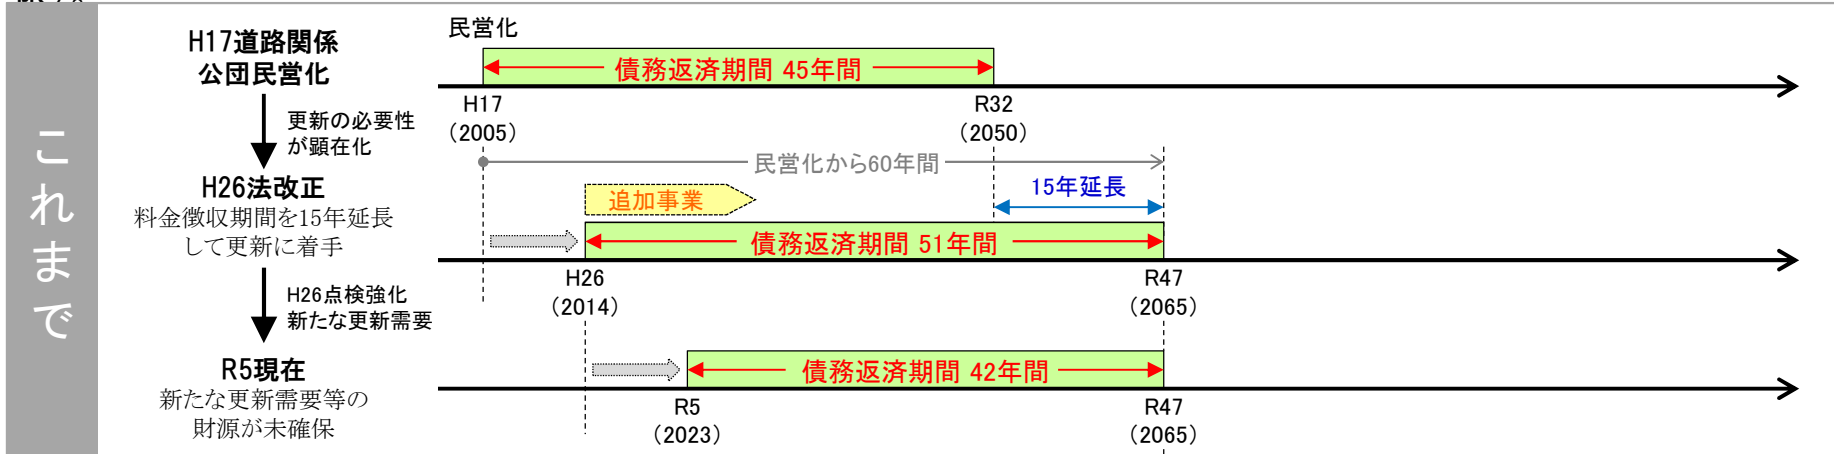 これまで
H17道路関係
公団民営化
更新の必要性
が顕在化
H26法改正
料金徴収期間を15年延長
して更新に着手
H26点検強化
新たな更新需要
R5現在
新たな更新需要等の
財源が未確保
民営化
債務返済期間 45年間
H17
(2005)
R32
(2050)
民営化から60年間
追加事業
15年延長
債務返済期間 51年間
H26
(2014)
R47
(2065)
債務返済期間 42年間
R5
(2023)
R47
(2065)